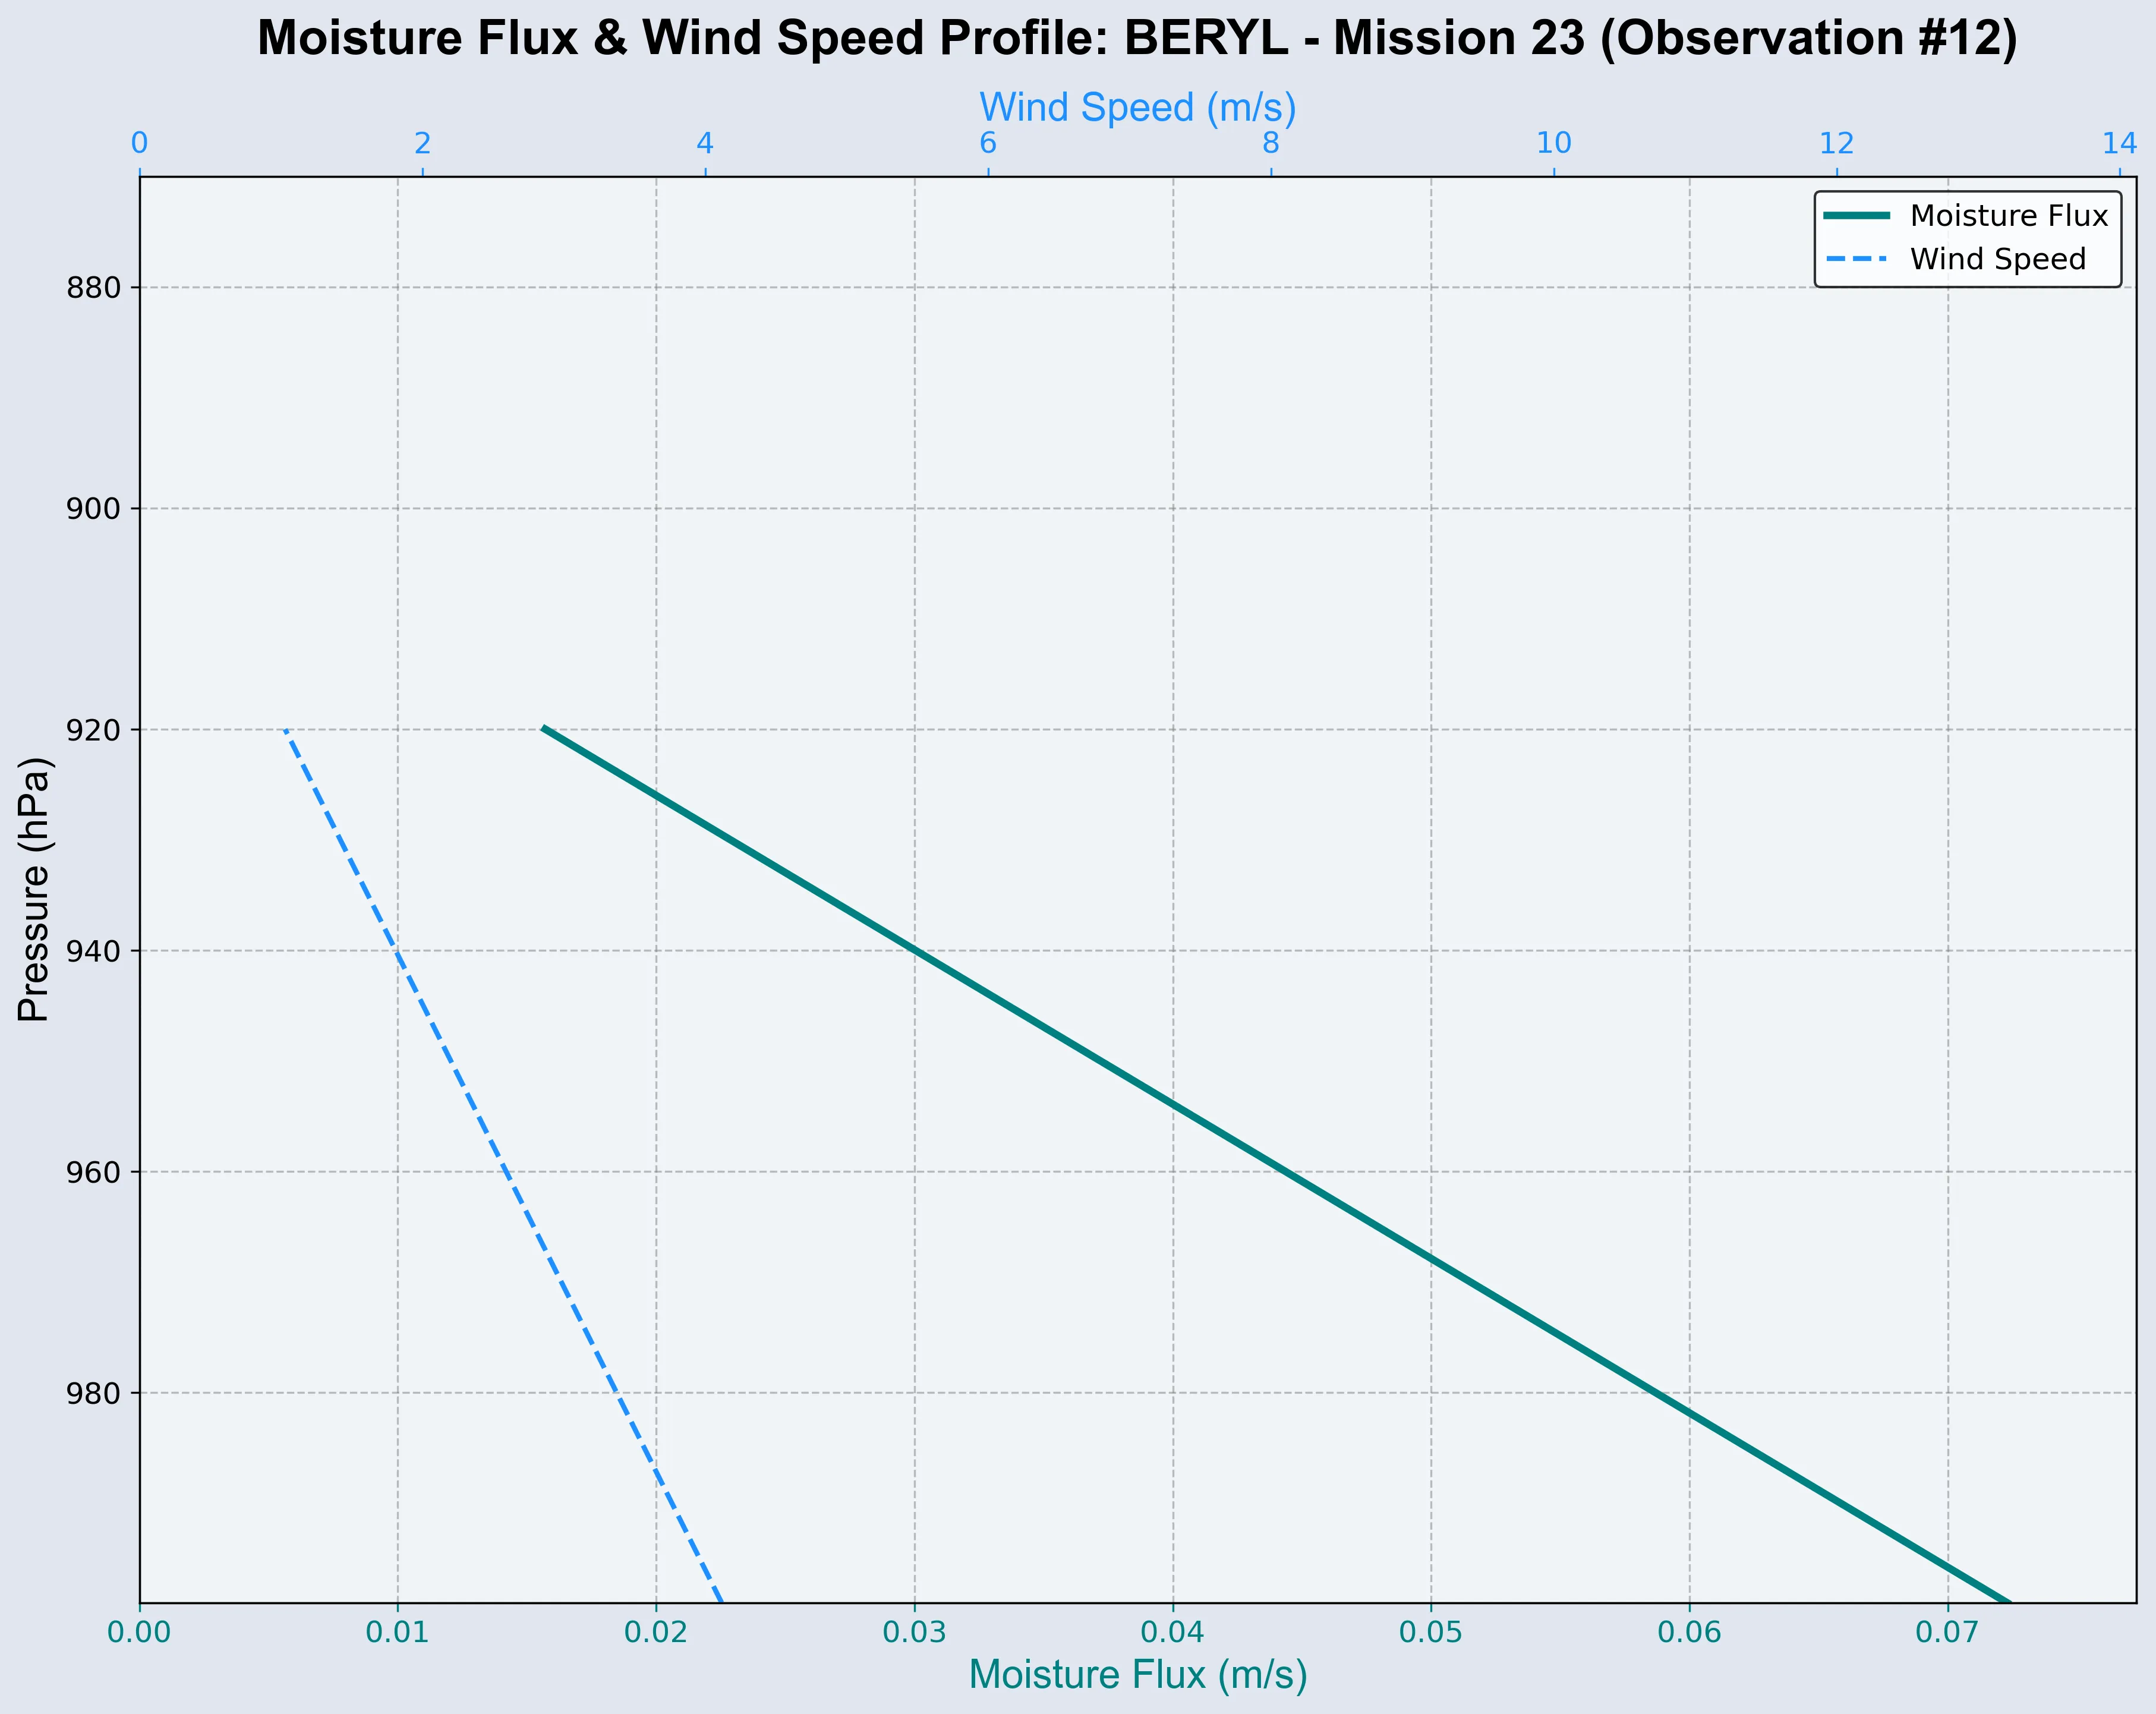 Moisture Flux & Wind Speed Profile: BERYL - Mission 23 (Observation #12)
Wind Speed (m/s)
0 2 4 6 8 10 12 14
Moisture Flux
Wind Speed
880
900
920
940
960
980
Pressure (hPa)
0.00 0.01 0.02 0.03 0.04 0.05 0.06 0.07
Moisture Flux (m/s)